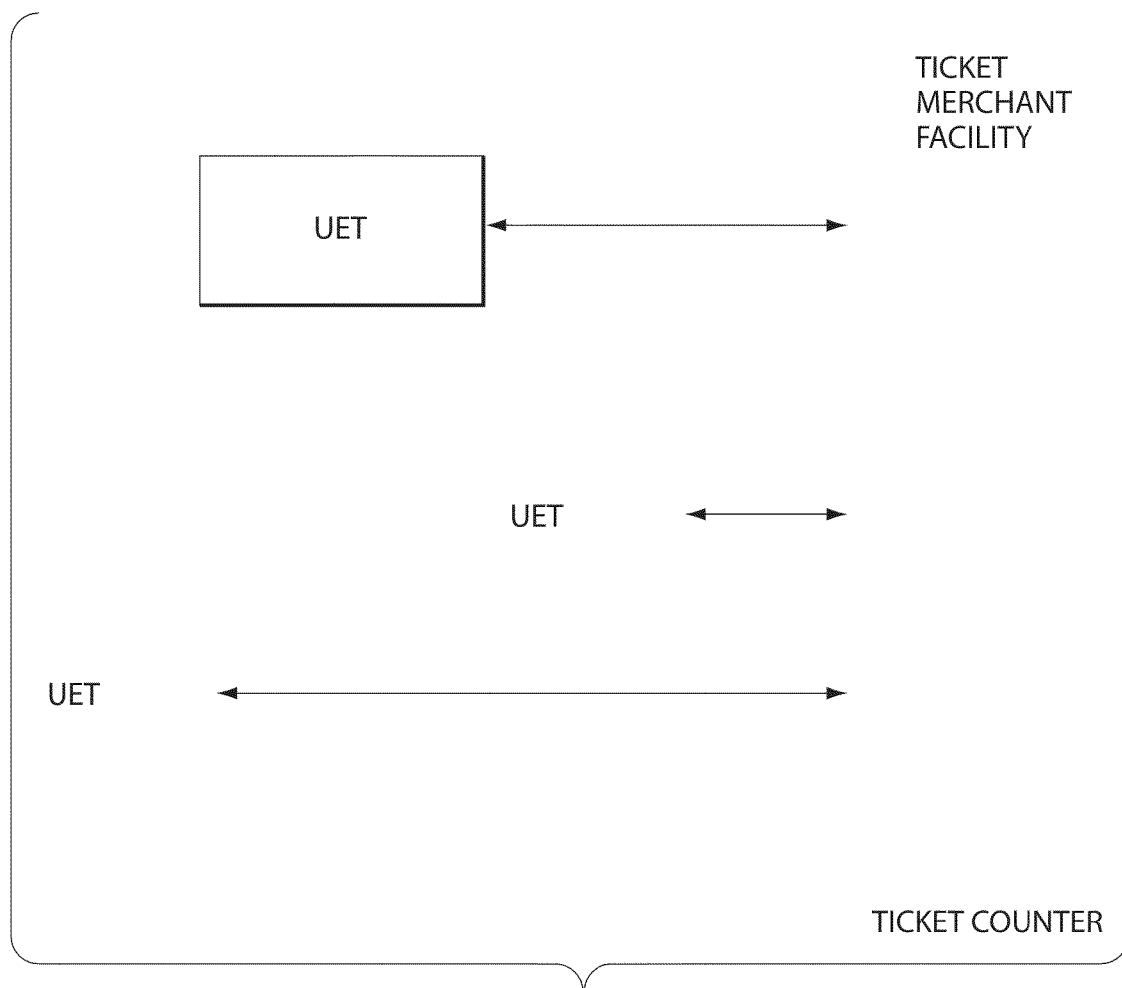 TICKET
MERCHANT
FACILITY
UET
UET
UET
TICKET COUNTER